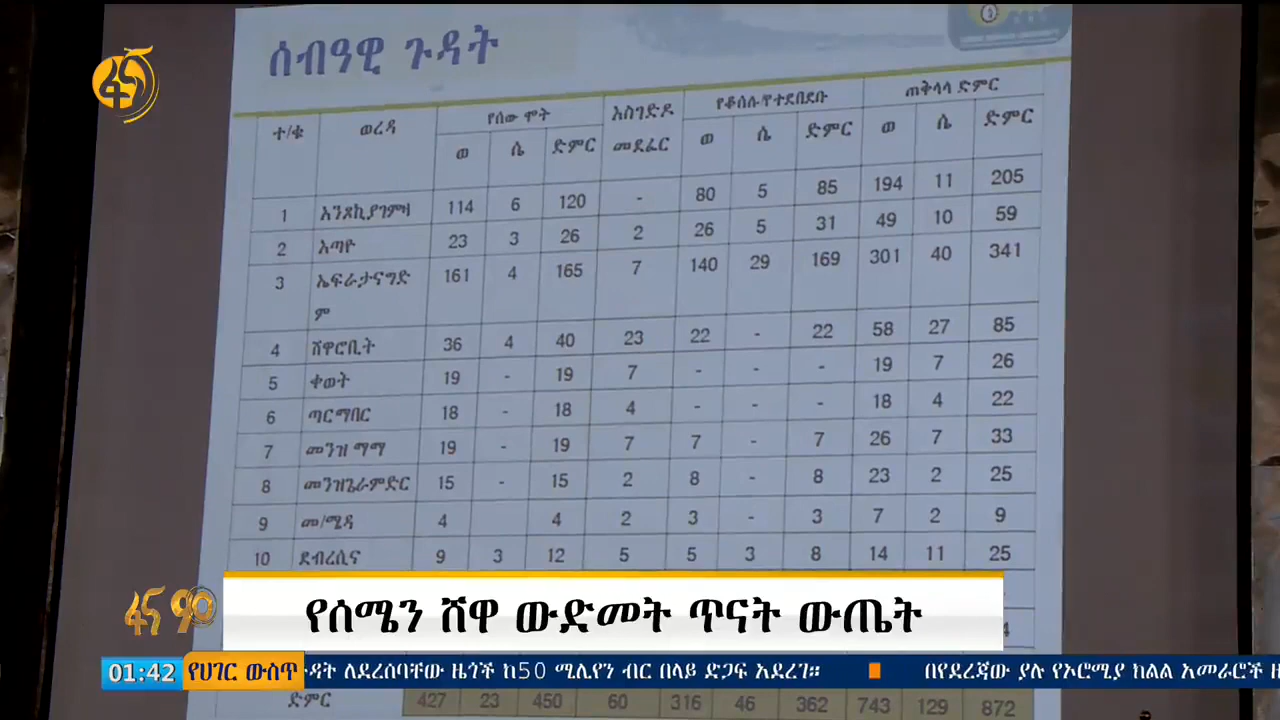 ሰብዓዊ ጉዳት
ተ/ቁ ወረዳ የሰው ሞት አስገድዶ መደፈር የቆሰሉ/የተደበደቡ ጠቅላላ ድምር
ወ ሴ ድምር ወ ሴ ድምር ወ ሴ ድምር
1 አንጾኪያገምዛ 114 6 120 - 80 5 85 194 11 205
2 አጣዮ 23 3 26 2 26 5 31 49 10 59
3 ኤፍራታናግድም 161 4 165 7 140 29 169 301 40 341
4 ሸዋሮቢት 36 4 40 23 22 - 22 58 27 85
5 ቀወት 19 - 19 7 - - - 19 7 26
6 ጣርማበር 18 - 18 4 - - - 18 4 22
7 መንዝ ማማ 19 - 19 7 7 - 7 26 7 33
8 መንዝጌራምድር 15 - 15 2 8 - 8 23 2 25
9 መ/ሜዳ 4 4 2 3 - 3 7 2 9
10 ደብረሲና 9 3 12 5 5 3 8 14 11 25
ፋና 90
የሰሜን ሸዋ ውድመት ጥናት ውጤት
01:42 የሀገር ውስጥ ጉዳት ለደረሰባቸው ዜጎች ከ50 ሚሊየን ብር በላይ ድጋፍ አደረገ። በየደረጃው ያሉ የኦሮሚያ ክልል አመራሮች
ድምር 427 23 450 60 316 46 362 743 129 872